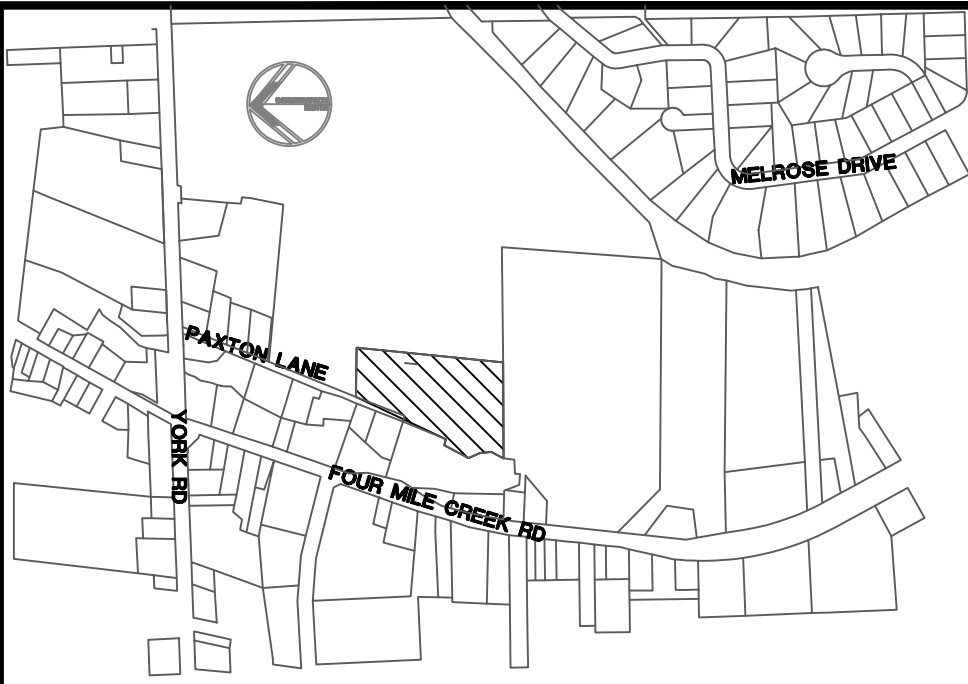 MELROSE DRIVE
PAXTON LANE
YORK RD
FOUR MILE CREEK RD